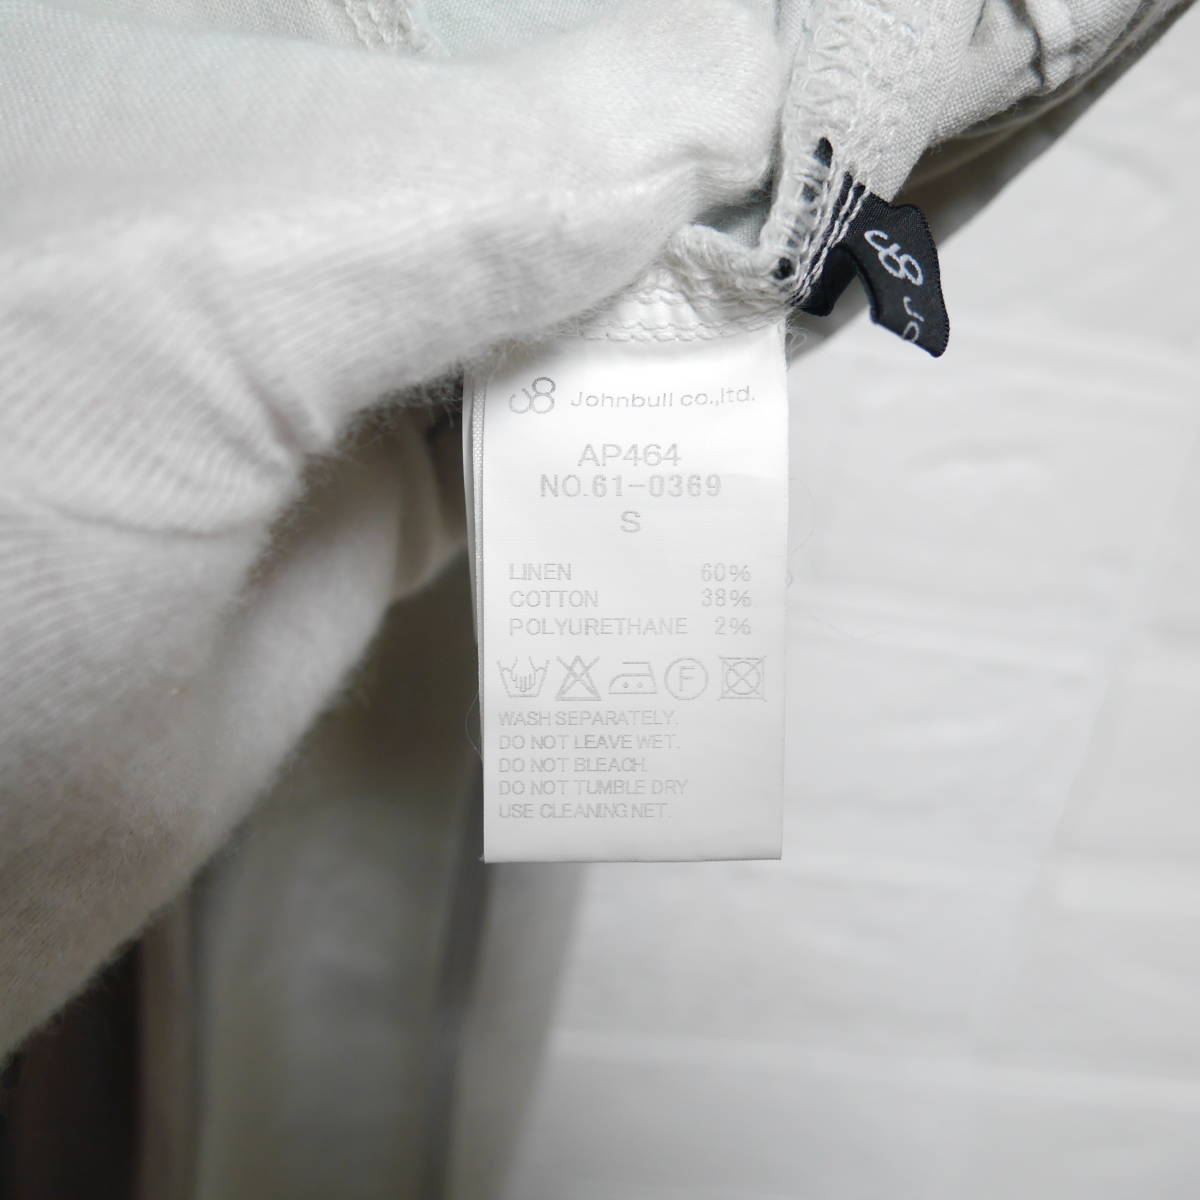 Johnbull co.,ltd.
AP464
NO.61-0369
S
LINEN 60%
COTTON 38%
POLYURETHANE 2%
F
WASH SEPARATELY.
DO NOT LEAVE WET.
DO NOT BLEACH.
DO NOT TUMBLE DRY
USE CLEANING NET.